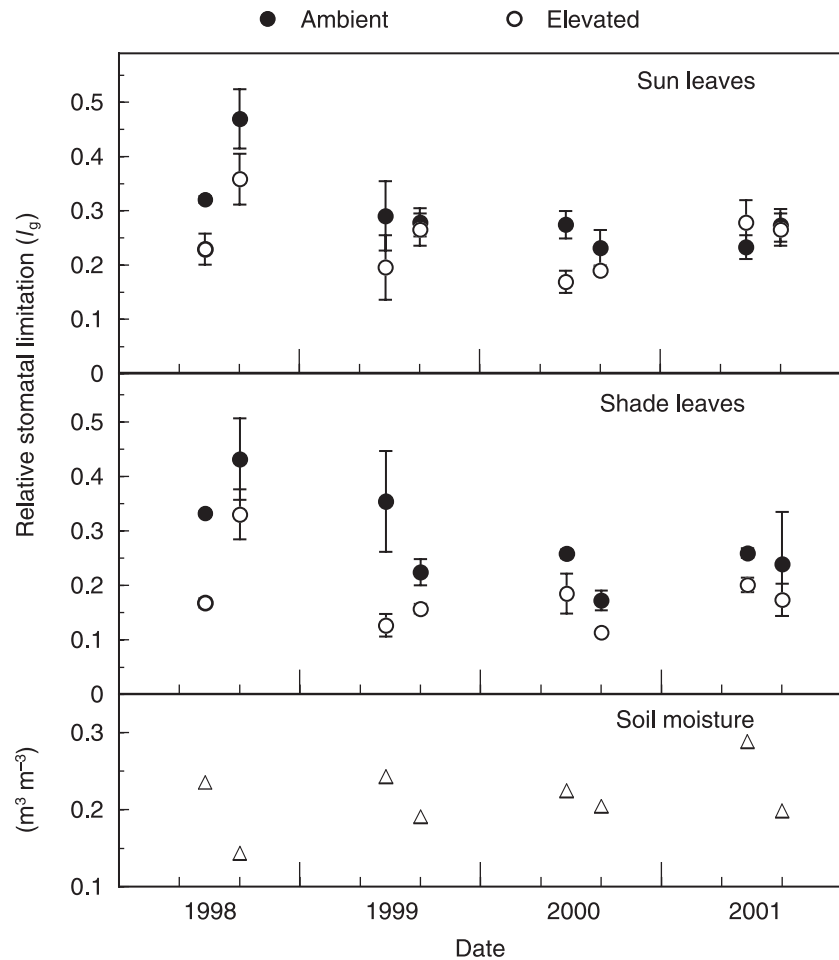 Ambient Elevated
Sun leaves
0.5
0.4
0.3
0.2
0.1
0
Relative stomatal limitation (lg)
Shade leaves
0.5
0.4
0.3
0.2
0.1
0
Soil moisture
(m³ m⁻³)
0.3
0.2
0.1
1998 1999 2000 2001
Date